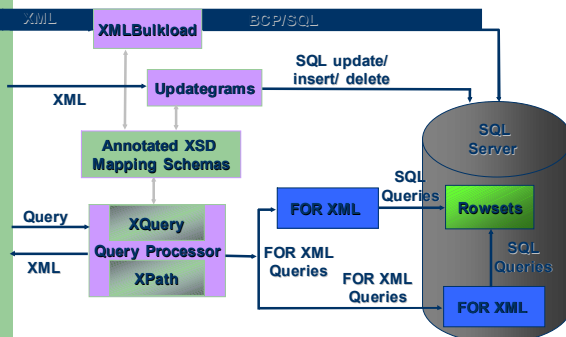 XML
XMLBulkload
BCP/SQL
SQL update/
insert/ delete
Updategrams
XML
SQL
Server
Annotated XSD
Mapping Schemas
SQL
Queries
FOR XML
Rowsets
Query
XQuery
Query Processor
XML
XPath
FOR XML
Queries
SQL
Queries
FOR XML
Queries
FOR XML